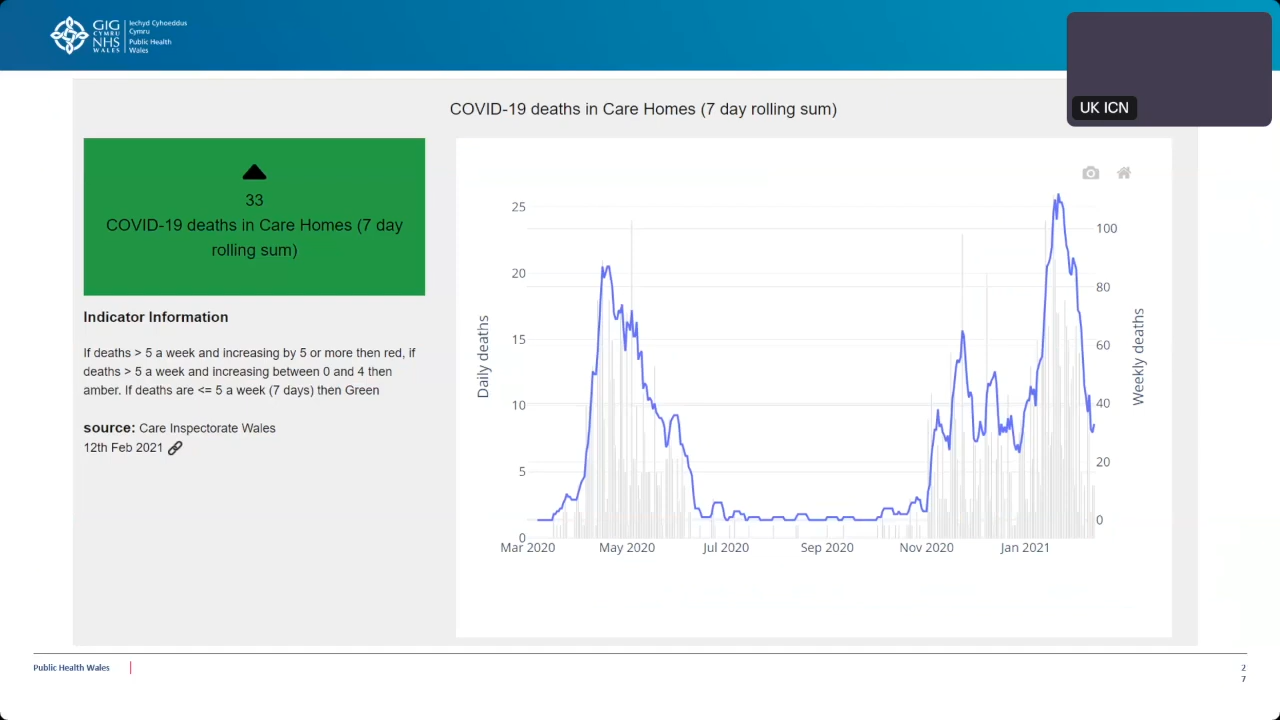 GIG
CYMRU
NHS
WALES
Iechyd Cyhoeddus
Cymru
Public Health
Wales
UK ICN
COVID-19 deaths in Care Homes (7 day rolling sum)
33
COVID-19 deaths in Care Homes (7 day
rolling sum)
Indicator Information
If deaths > 5 a week and increasing by 5 or more then red, if
deaths > 5 a week and increasing between 0 and 4 then
amber. If deaths are <= 5 a week (7 days) then Green
source: Care Inspectorate Wales
12th Feb 2021
Daily deaths
25
20
15
10
5
0
Weekly deaths
100
80
60
40
20
0
Mar 2020 May 2020 Jul 2020 Sep 2020 Nov 2020 Jan 2021
Public Health Wales
2
7